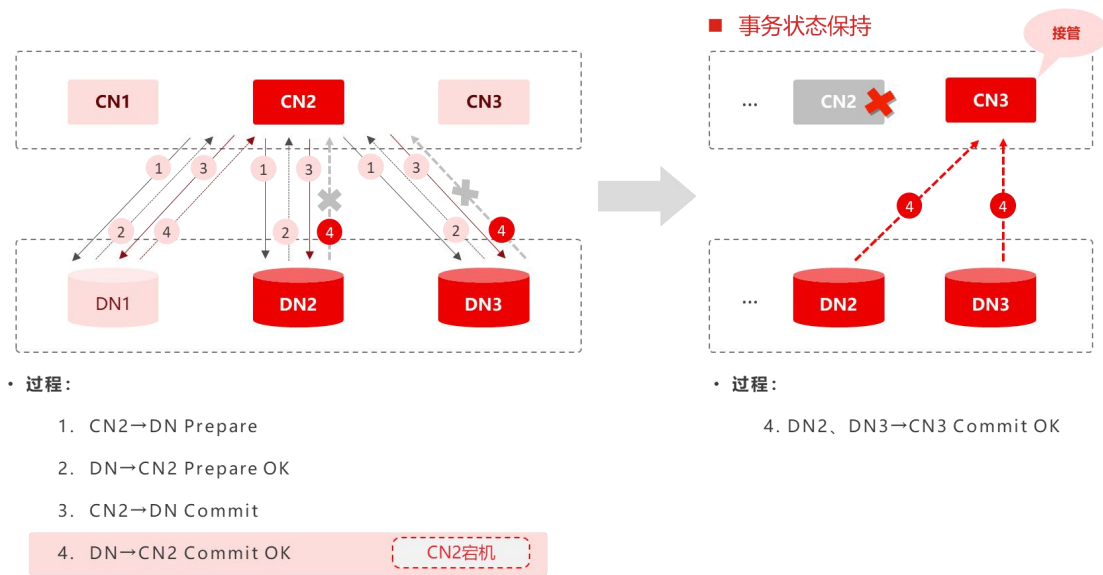 ■ 事务状态保持
接管
CN1
CN2
CN3
...
CN2
CN3
1
3
1
3
1
3
2
4
2
4
2
4
4
4
DN1
DN2
DN3
...
DN2
DN3
• 过程：
1. CN2→DN Prepare
2. DN→CN2 Prepare OK
3. CN2→DN Commit
4. DN→CN2 Commit OK
CN2宕机
• 过程：
4. DN2、DN3→CN3 Commit OK